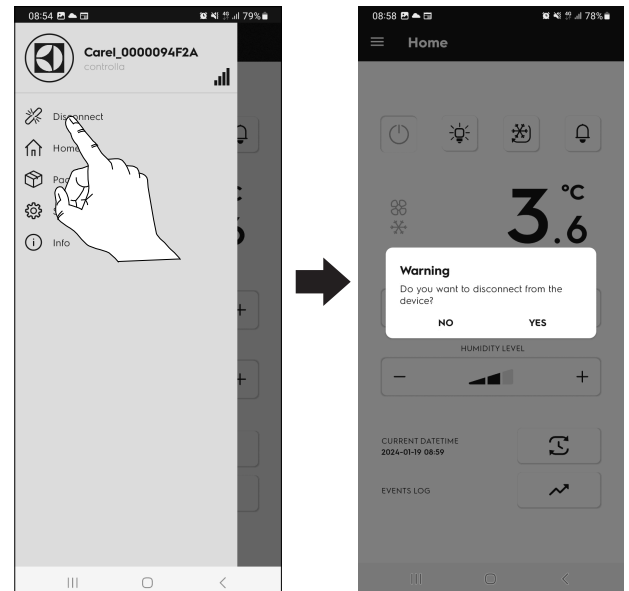 08:54
79%
Carel_0000094F2A
controlla
Disconnect
Home
Info
08:58
78%
Home
°C
3.6
Warning
Do you want to disconnect from the
device?
NO YES
HUMIDITY LEVEL
CURRENT DATETIME
2024-01-19 08:59
EVENTS LOG